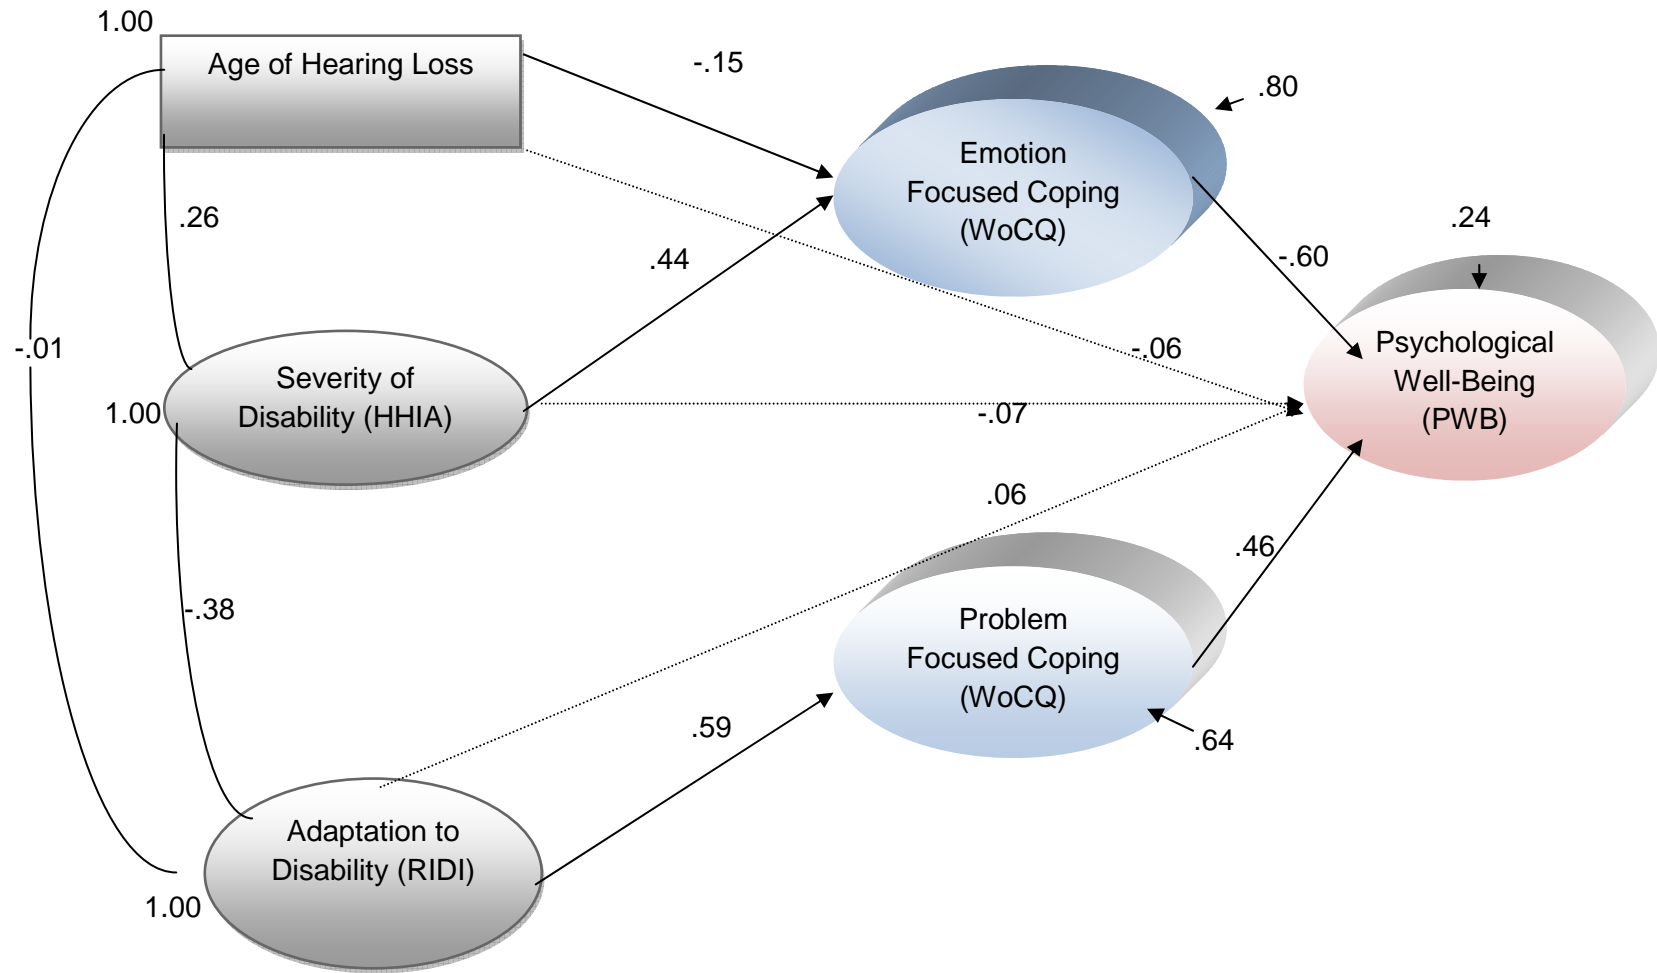 1.00
Age of Hearing Loss
-.15
Emotion
Focused Coping
(WoCQ)
.80
.26
.44
-.60
.24
-.01
-.06
Psychological
Well-Being
(PWB)
Severity of
Disability (HHIA)
1.00
-.07
.06
.46
-.38
Problem
Focused Coping
(WoCQ)
.59
.64
Adaptation to
Disability (RIDI)
1.00